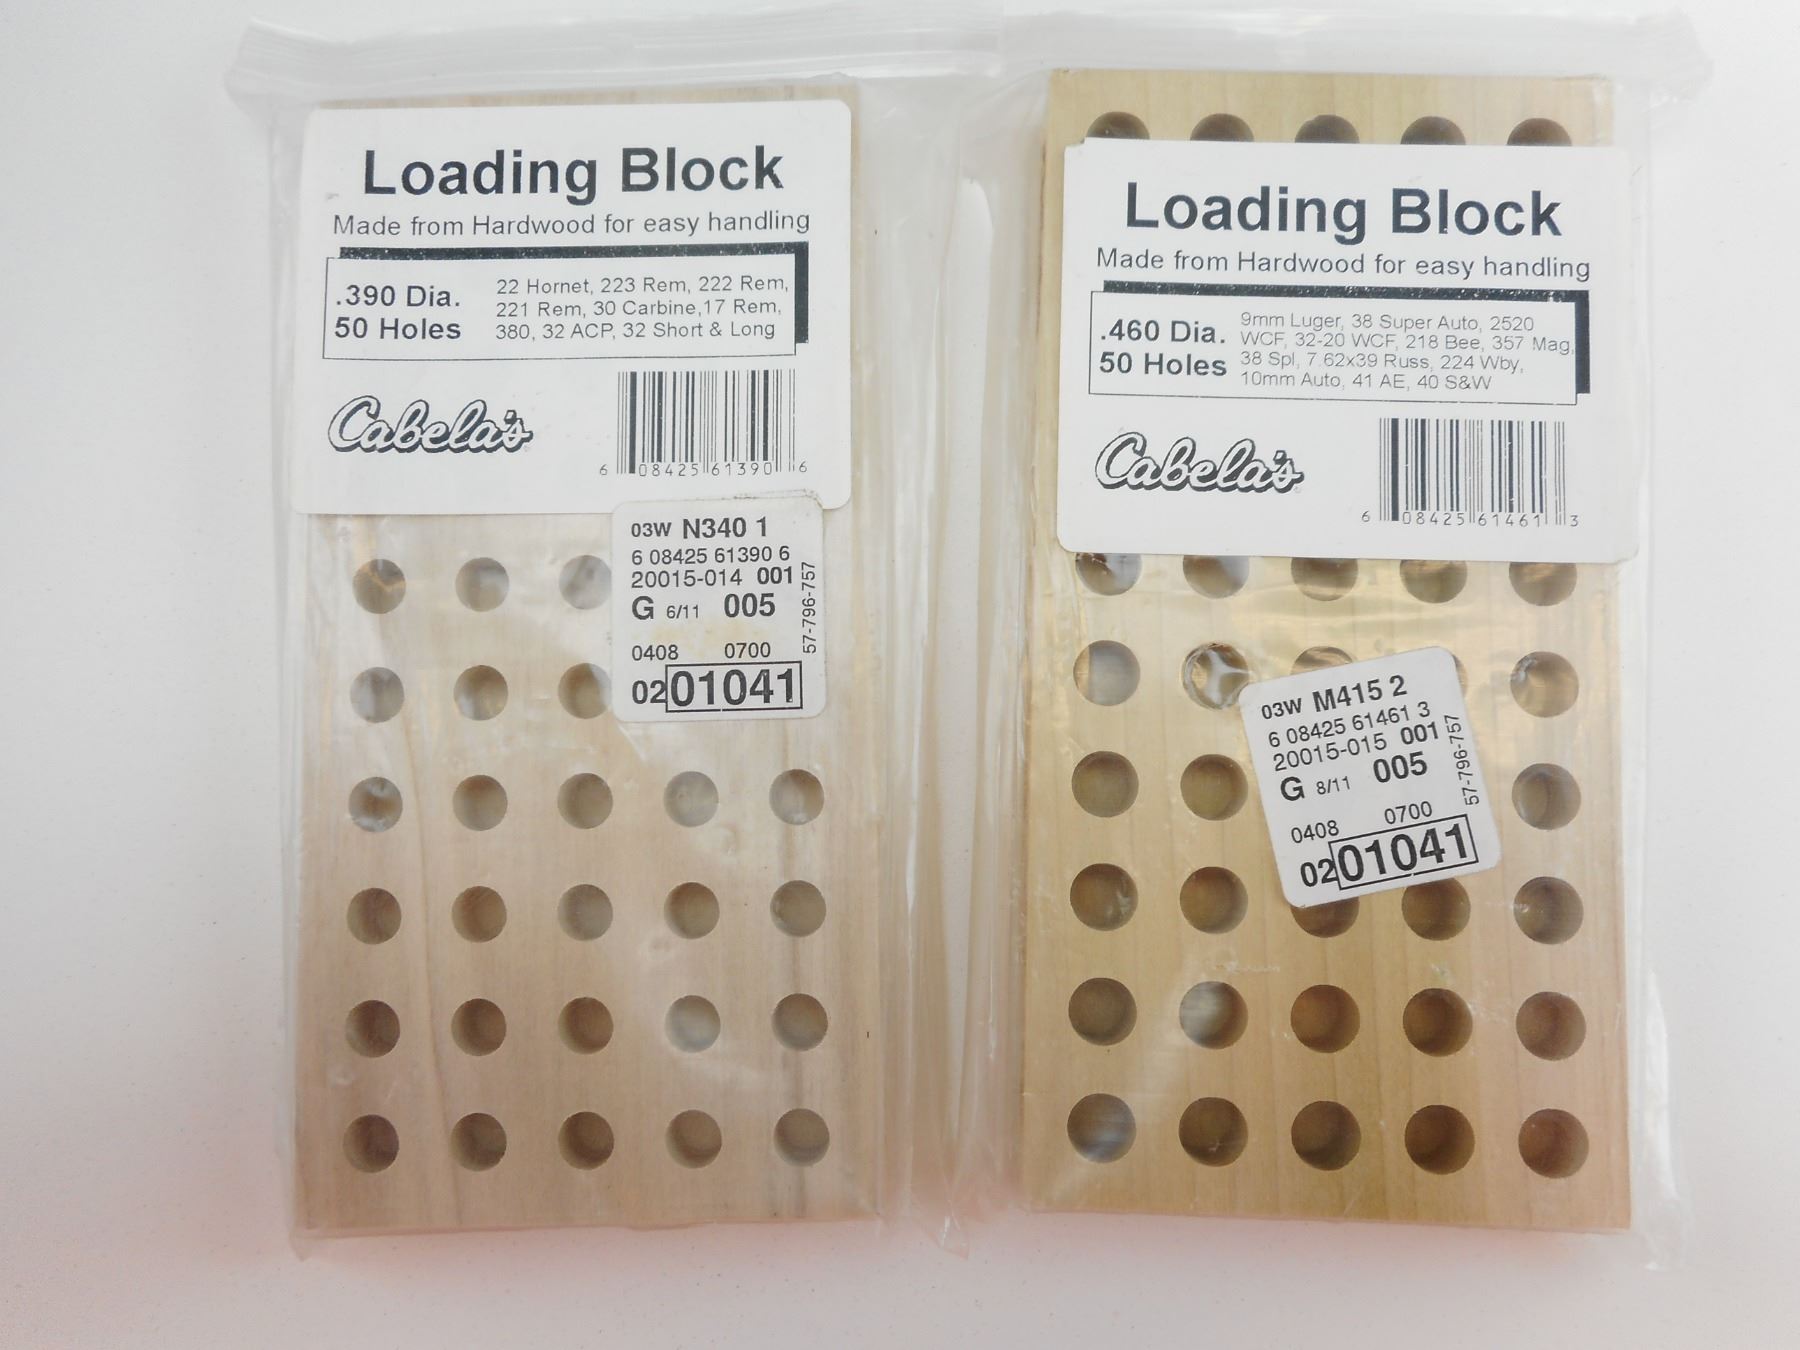 Loading Block
Made from Hardwood for easy handling
.390 Dia.
50 Holes
22 Hornet, 223 Rem, 222 Rem,
221 Rem, 30 Carbine,17 Rem,
380, 32 ACP, 32 Short & Long
Cabela's
6 08425 61390 6
03W N340 1
6 08425 61390 6
20015-014 001
G 6/11 005
57-796-757
0408 0700
0201041
Loading Block
Made from Hardwood for easy handling
.460 Dia.
50 Holes
9mm Luger, 38 Super Auto, 2520
WCF, 32-20 WCF, 218 Bee, 357 Mag,
38 Spl, 7.62x39 Russ, 224 Wby,
10mm Auto, 41 AE, 40 S&W
Cabela's
6 08425 61461 3
03W M415 2
6 08425 61461 3
20015-015 001
G 8/11 005
57-796-757
0408 0700
0201041